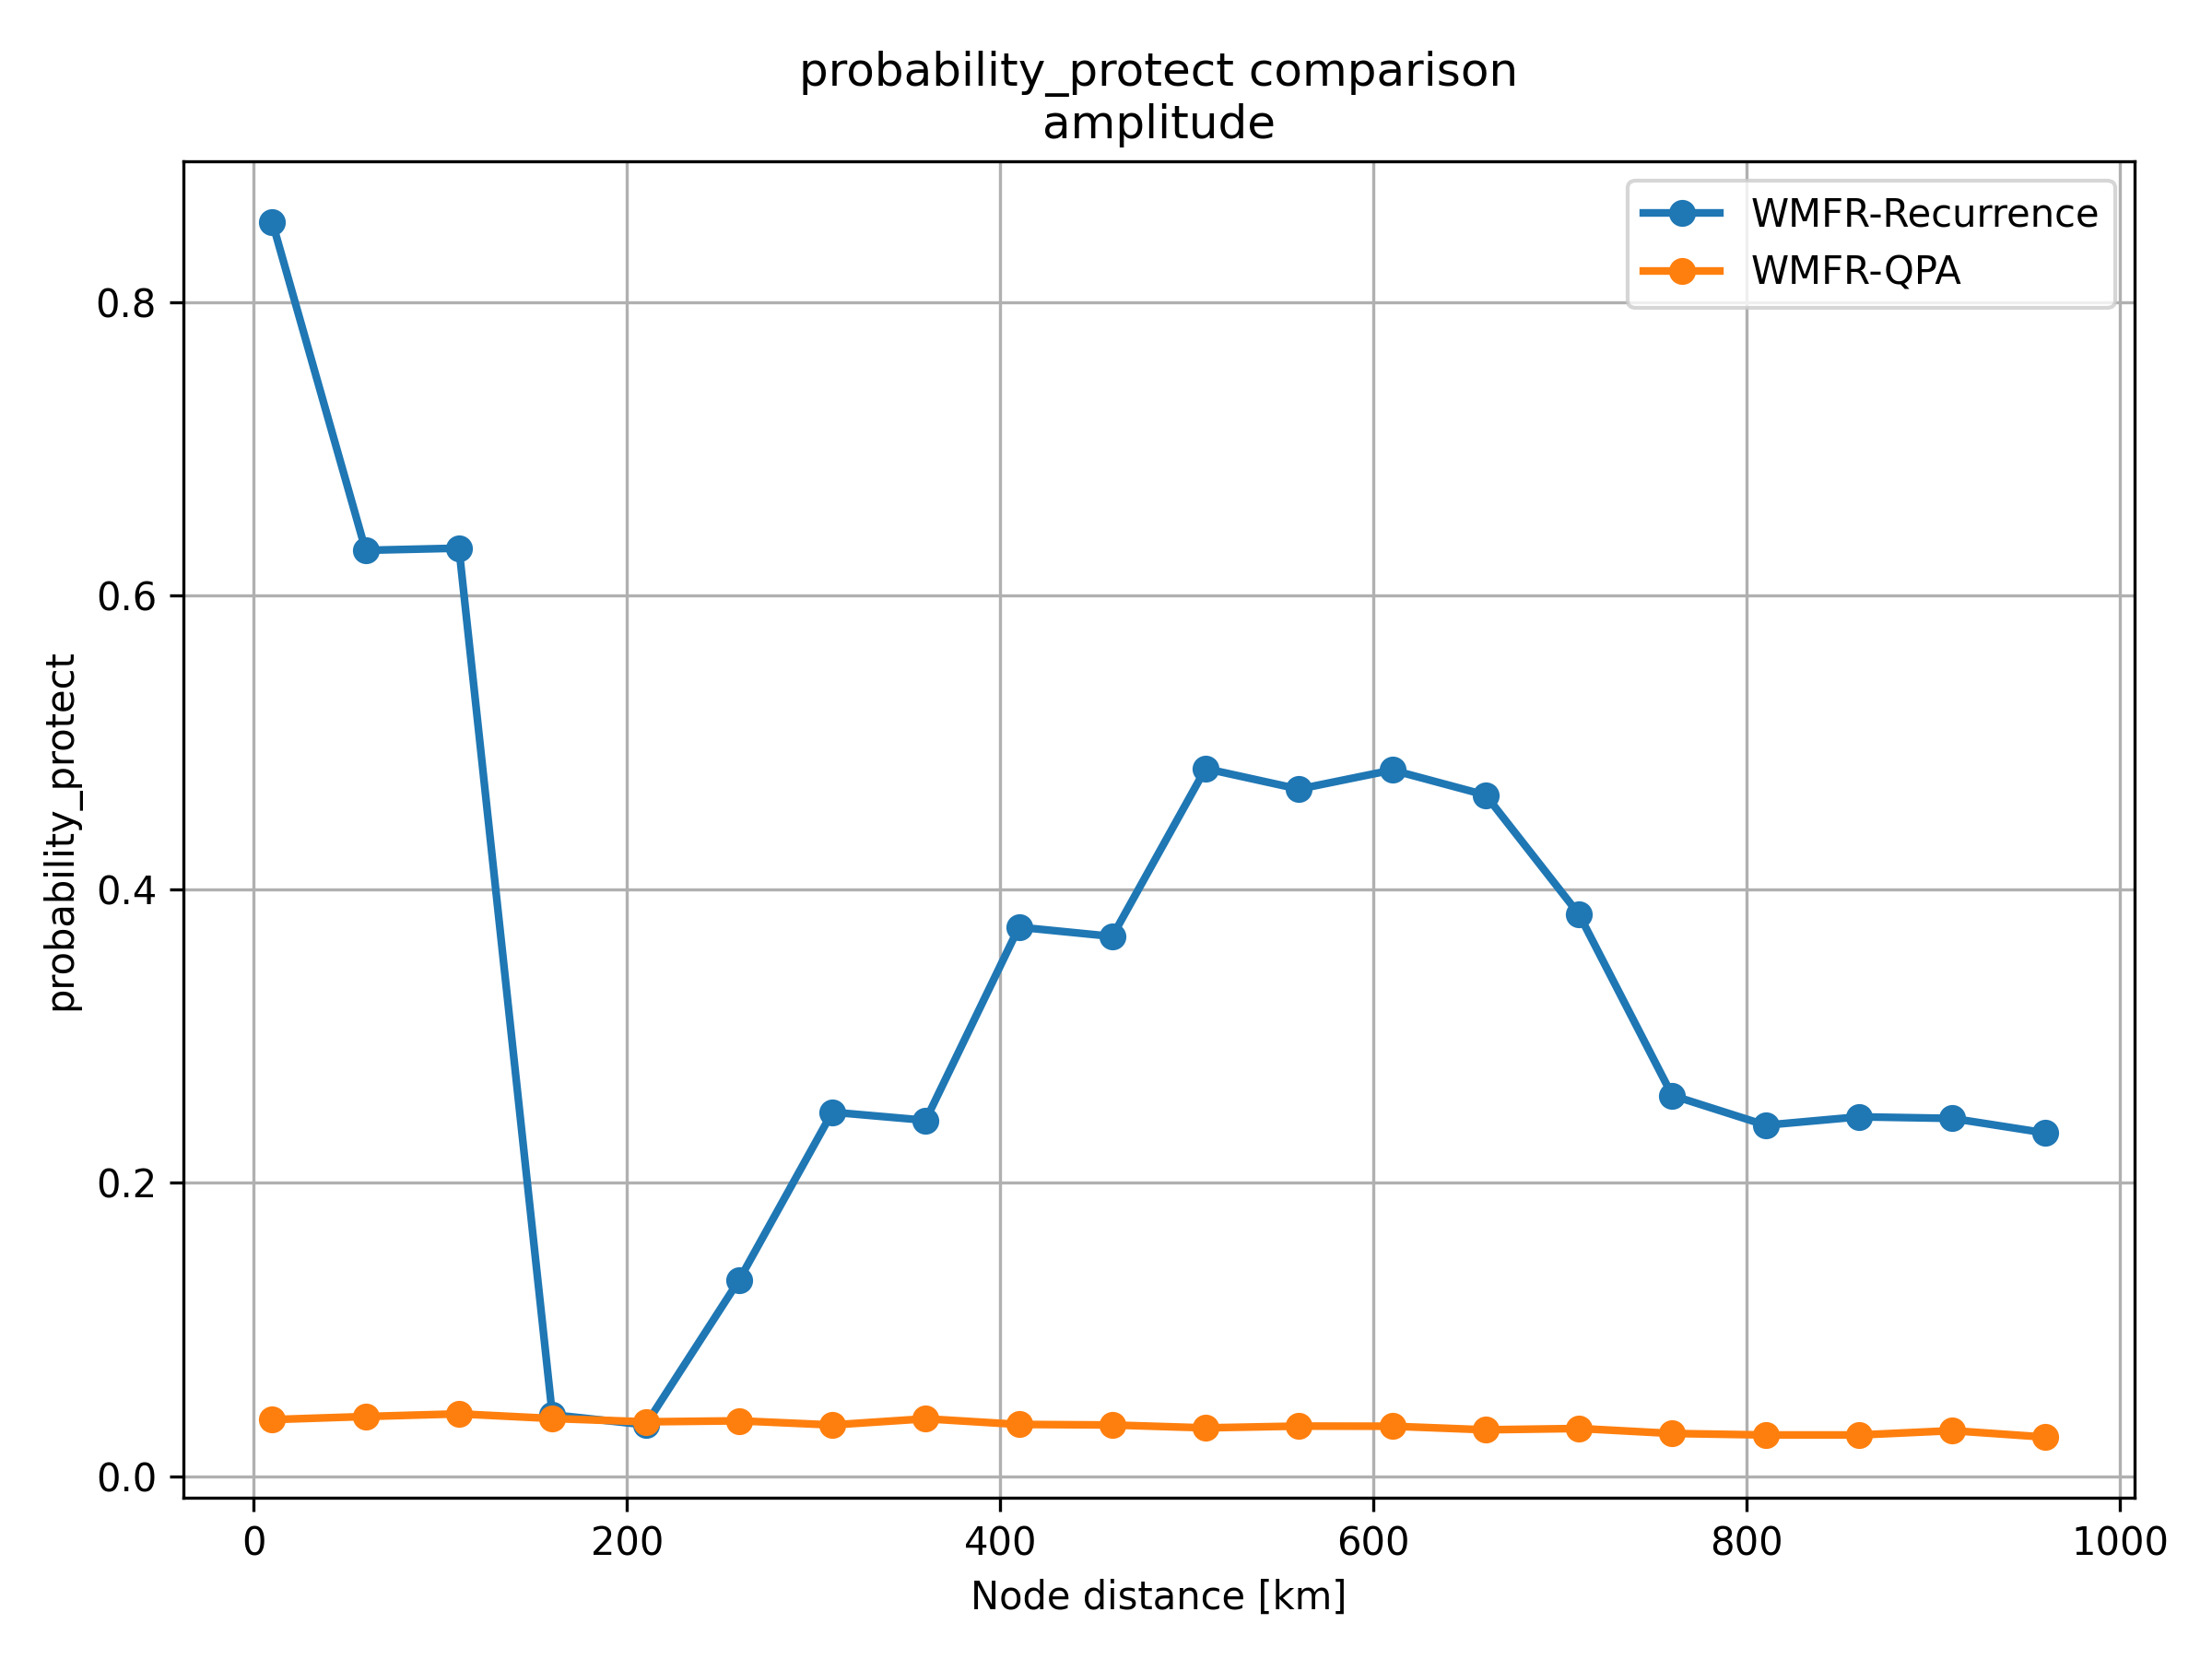 probability_protect comparison
amplitude
WMFR-Recurrence
WMFR-QPA
probability_protect
0.8
0.6
0.4
0.2
0.0
0 200 400 600 800 1000
Node distance [km]